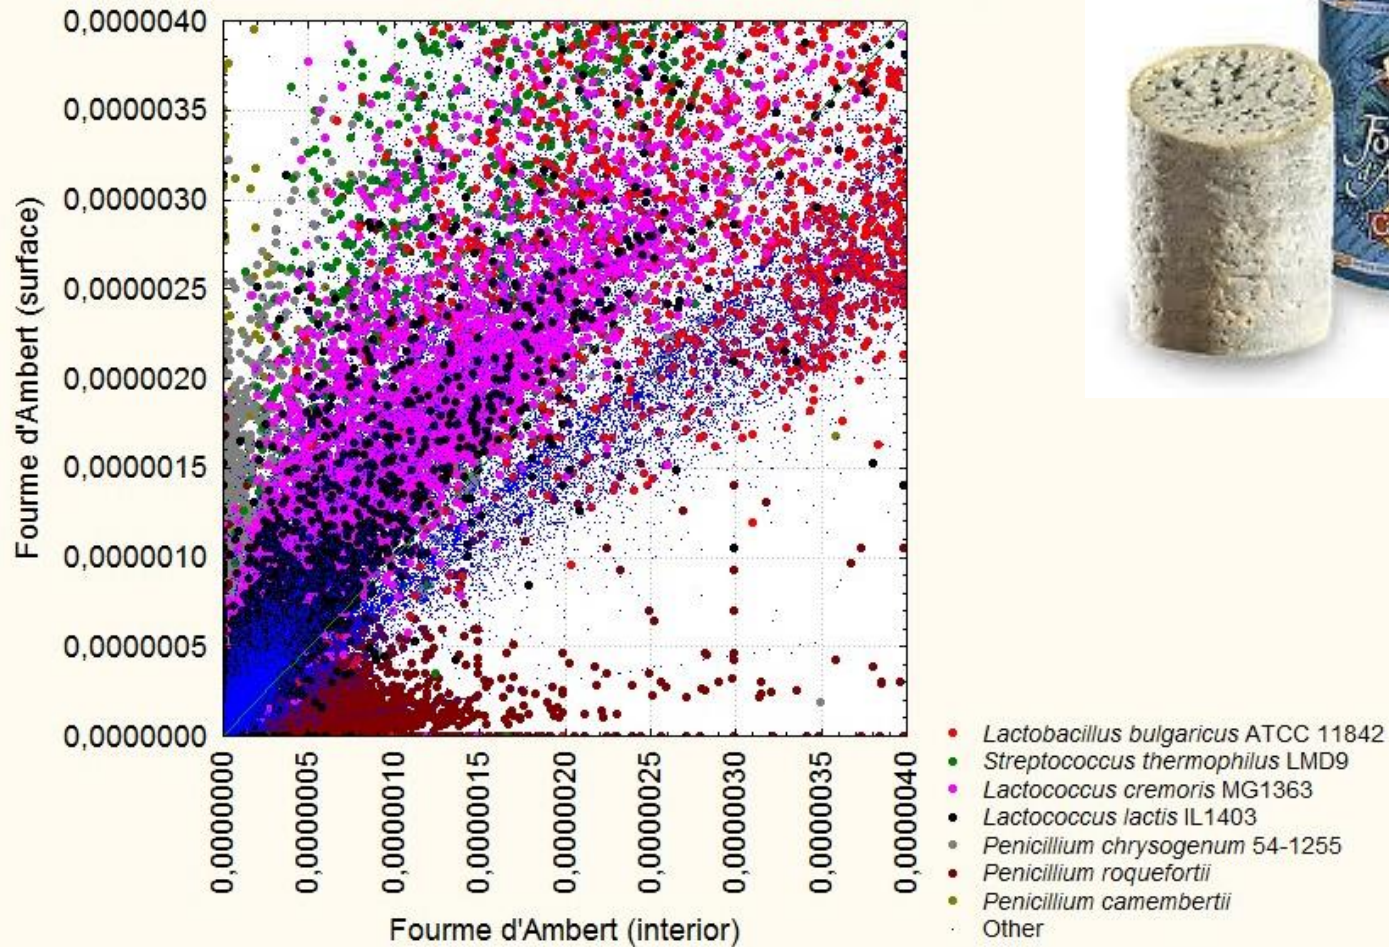 0,0000040
0,0000035
0,0000030
0,0000025
0,0000020
0,0000015
0,0000010
0,0000005
0,0000000
Fourme d'Ambert (surface)
0,0000000
0,0000005
0,0000010
0,0000015
0,0000020
0,0000025
0,0000030
0,0000035
0,0000040
Fourme d'Ambert (interior)
Lactobacillus bulgaricus ATCC 11842
Streptococcus thermophilus LMD9
Lactococcus cremoris MG1363
Lactococcus lactis IL1403
Penicillium chrysogenum 54-1255
Penicillium roquefortii
Penicillium camembertii
Other